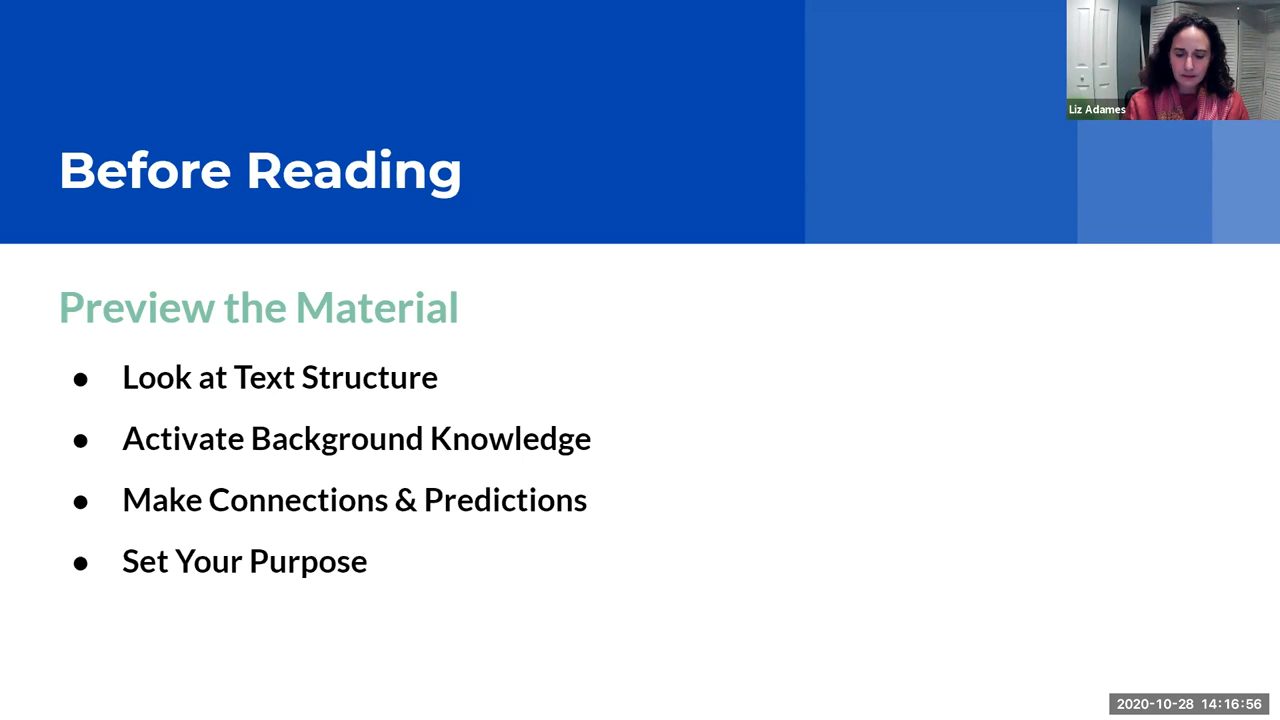 Liz Adames
Before Reading
Preview the Material
● Look at Text Structure
● Activate Background Knowledge
● Make Connections & Predictions
● Set Your Purpose
2020-10-28 14:16:56